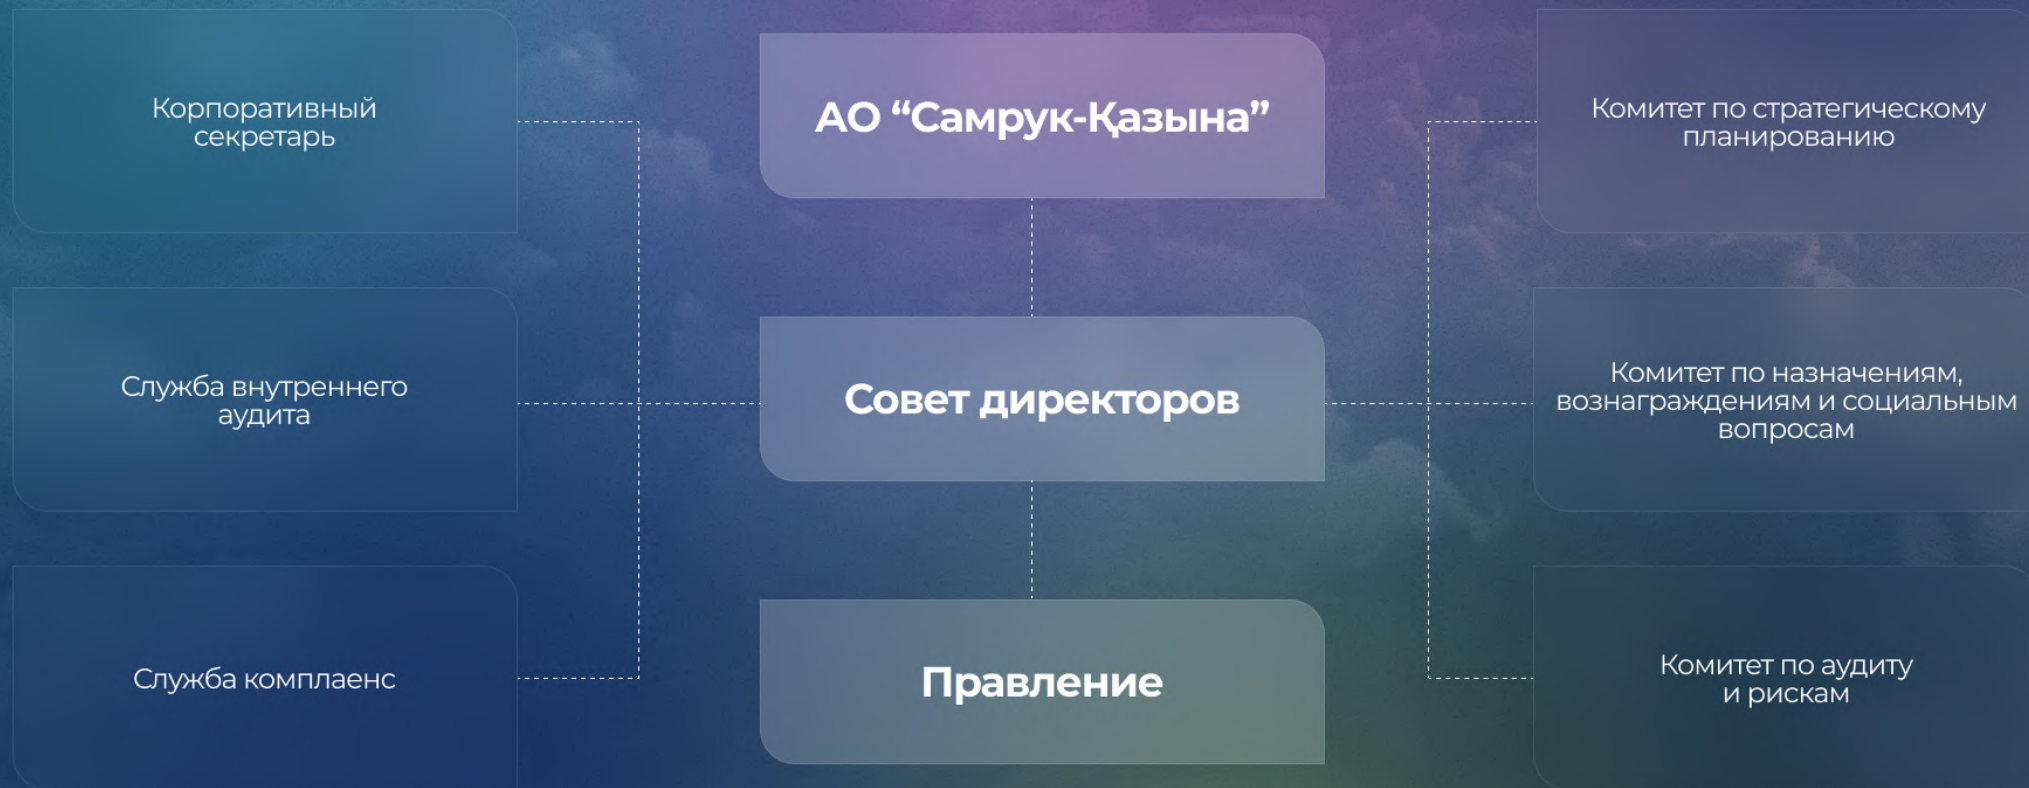 Корпоративный
секретарь
АО “Самрук-Қазына”
Комитет по стратегическому
планированию
Служба внутреннего
аудита
Совет директоров
Комитет по назначениям,
вознаграждениям и социальным
вопросам
Служба комплаенс
Правление
Комитет по аудиту
и рискам